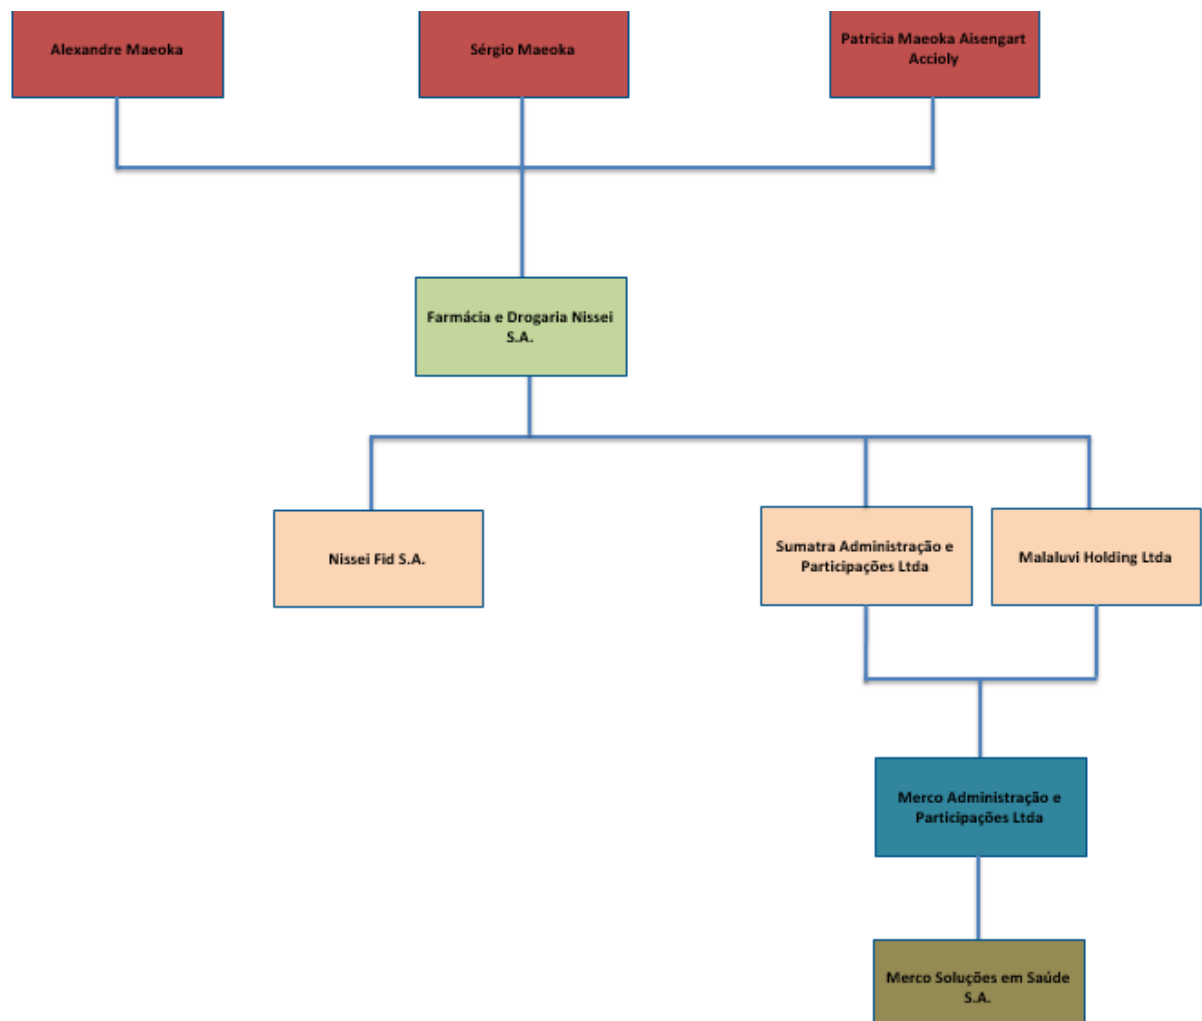 Alexandre Maeoka
Sérgio Maeoka
Patricia Maeoka Aisengart
Accioly
Farmácia e Drogaria Nissei
S.A.
Nissei Fid S.A.
Sumatra Administração e
Participações Ltda
Malaluvi Holding Ltda
Merco Administração e
Participações Ltda
Merco Soluções em Saúde
S.A.